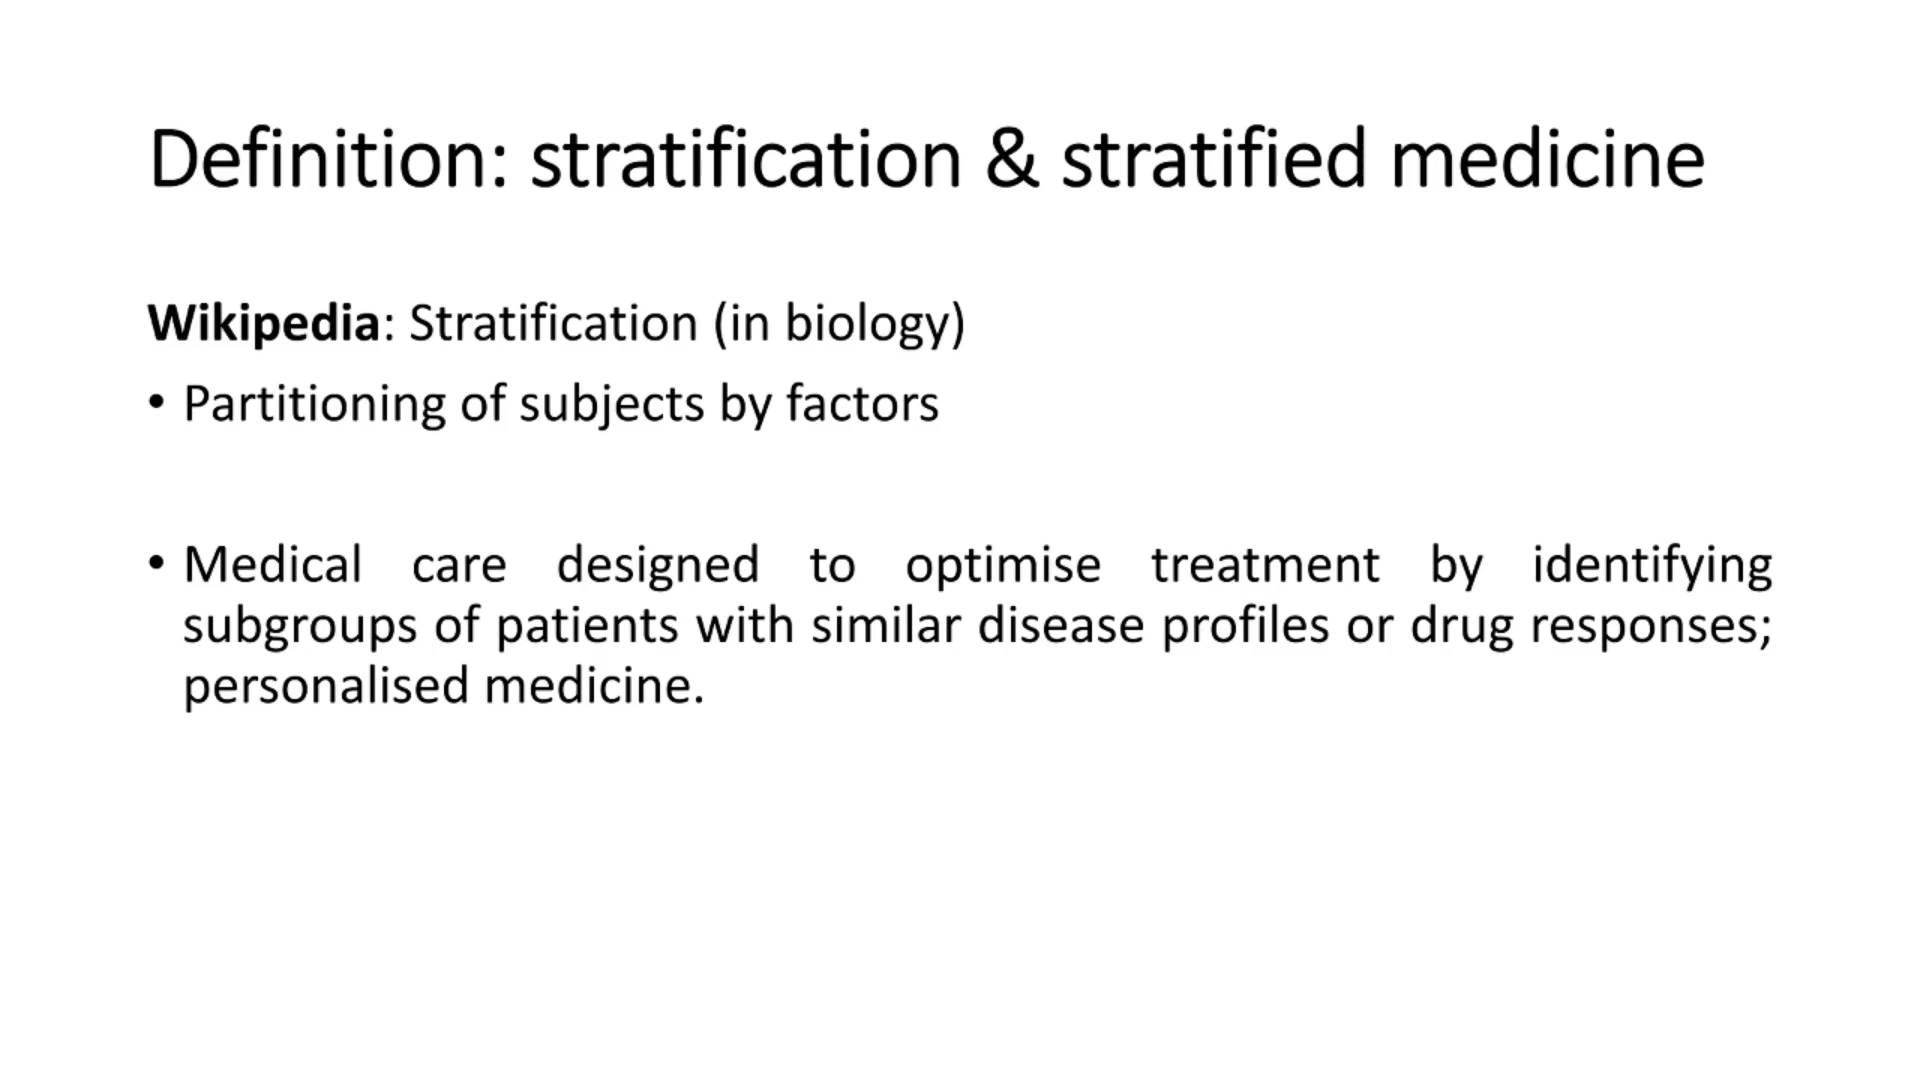 Definition: stratification & stratified medicine
Wikipedia: Stratification (in biology)
• Partitioning of subjects by factors
• Medical care designed to optimise treatment by identifying
subgroups of patients with similar disease profiles or drug responses;
personalised medicine.